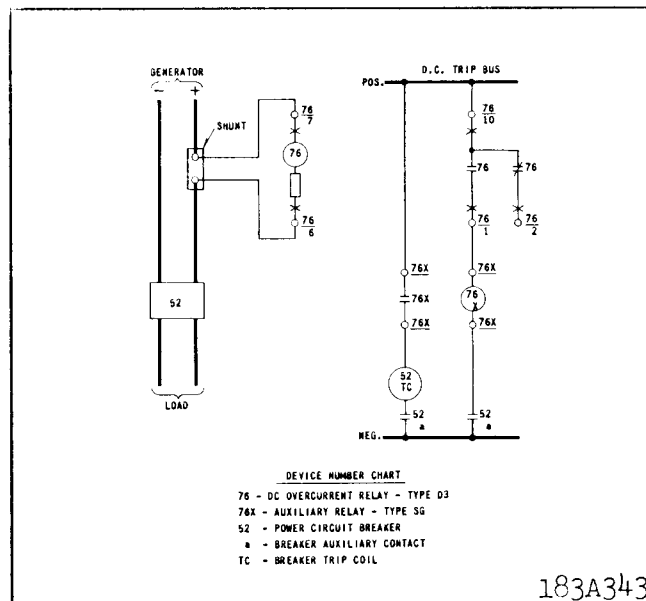 GENERATOR
- +
SHUNT
76
7
76
76
6
52
LOAD
D.C. TRIP BUS
POS.
76
10
76
76
76
1
76
2
76X
76X
76X
76X
76
X
76X
52
TC
52
a
52
a
NEG.
DEVICE NUMBER CHART
76 - DC OVERCURRENT RELAY - TYPE D3
76X - AUXILIARY RELAY - TYPE SG
52 - POWER CIRCUIT BREAKER
a - BREAKER AUXILIARY CONTACT
TC - BREAKER TRIP COIL
183A343